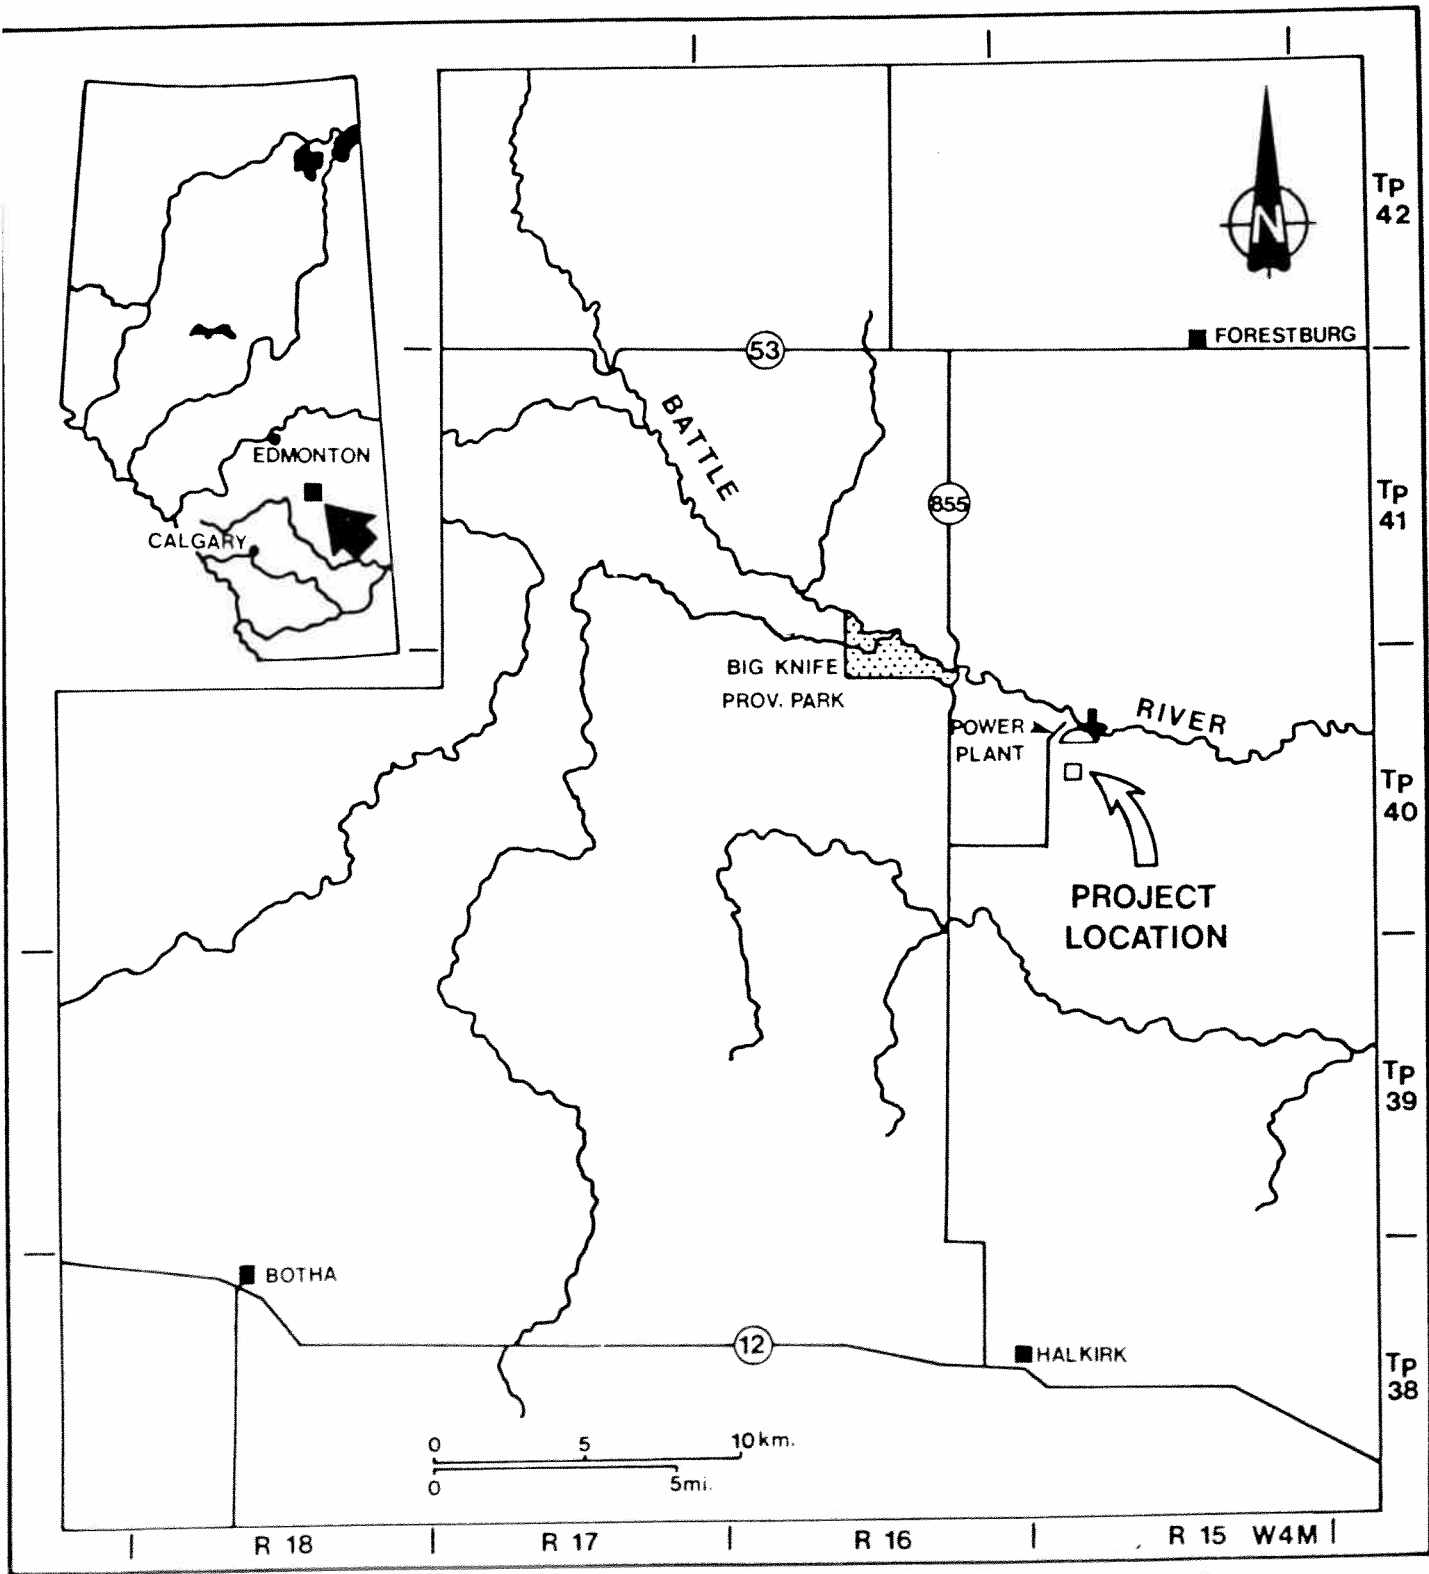 N
TP
42
FORESTBURG
53
BATTLE
EDMONTON
CALGARY
855
TP
41
BIG KNIFE
PROV. PARK
RIVER
POWER
PLANT
TP
40
PROJECT
LOCATION
TP
39
BOTHA
12
HALKIRK
TP
38
0 5 10 km.
0 5 mi.
R 18 R 17 R 16 R 15 W4M